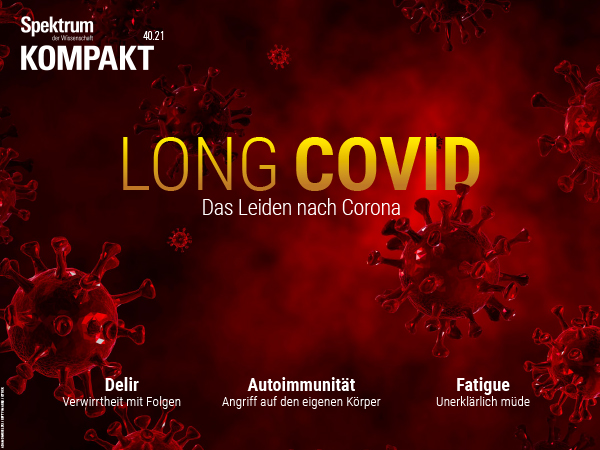 Spektrum
der Wissenschaft
40.21
KOMPAKT
LONG COVID
Das Leiden nach Corona
Delir
Verwirrtheit mit Folgen
Autoimmunität
Angriff auf den eigenen Körper
Fatigue
Unerklärlich müde